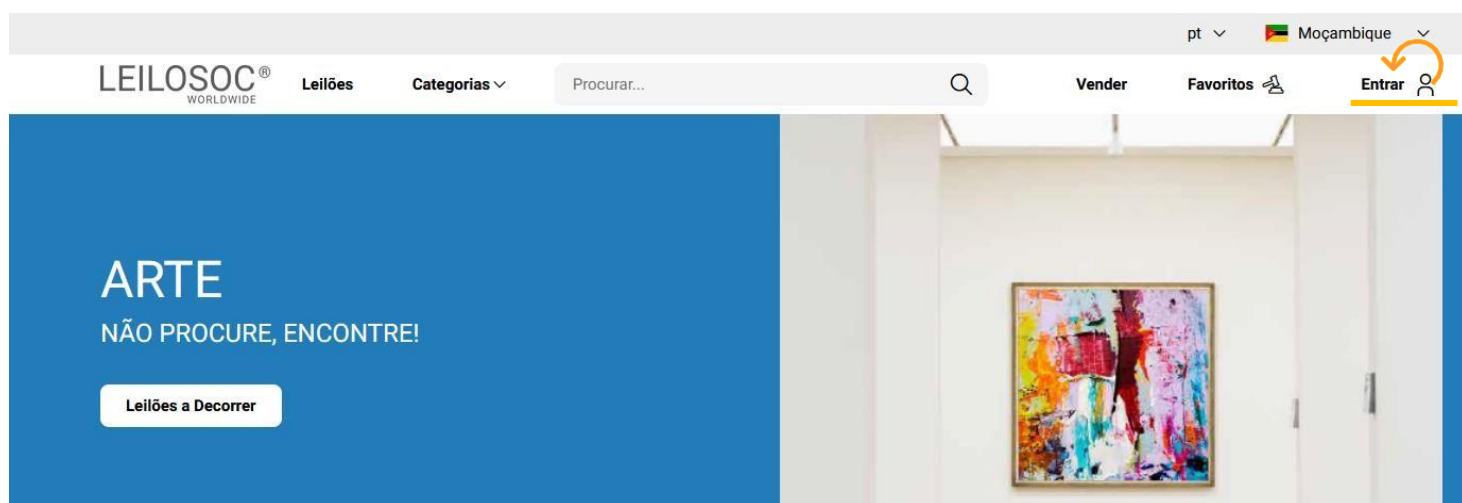 pt Moçambique
LEILOSOC® Leilões Categorias Procurar... Vender Favoritos Entrar
WORLDWIDE
ARTE
NÃO PROCURE, ENCONTRE!
Leilões a Decorrer